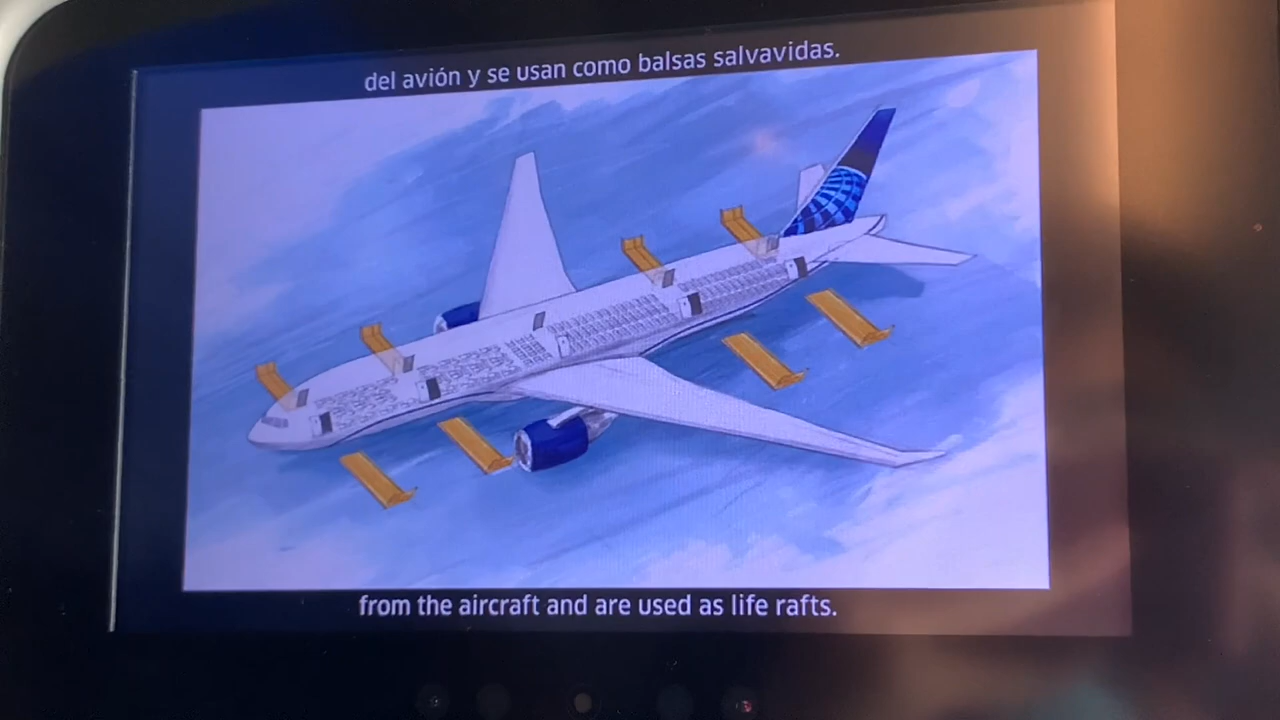 del avión y se usan como balsas salvavidas.
from the aircraft and are used as life rafts.